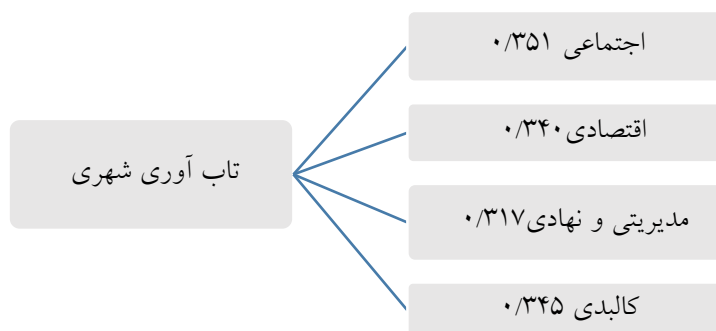 تاب آوری شهری
اجتماعی ۰/۳۵۱
اقتصادی۰/۳۴۰
مدیریتی و نهادی۰/۳۱۷
کالبدی ۰/۳۴۵